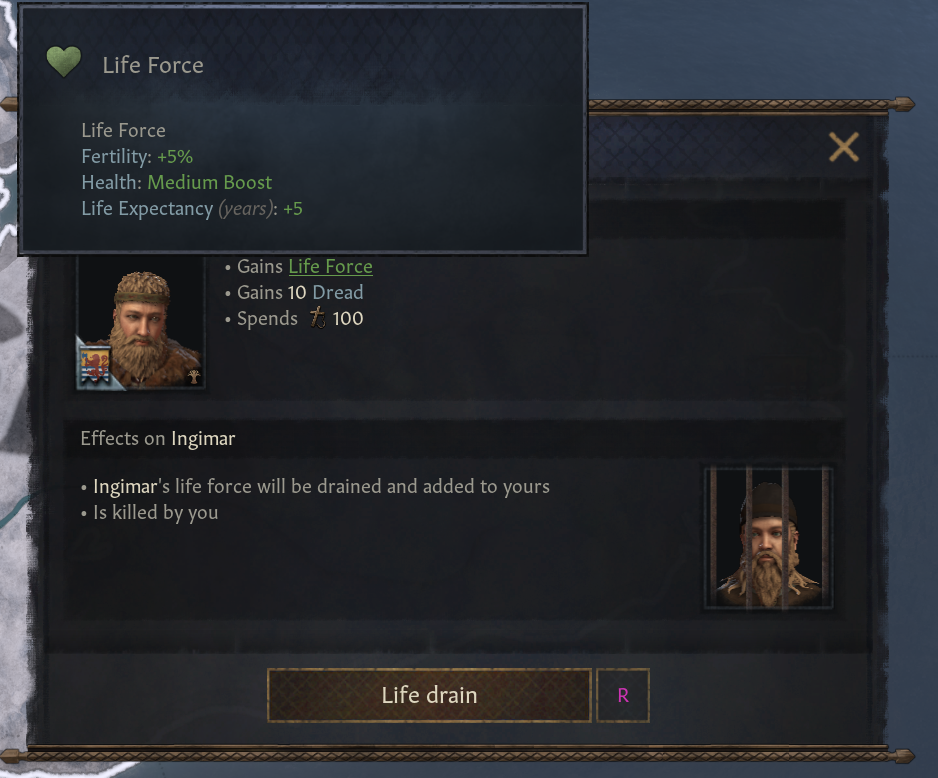 Life Force
Life Force
Fertility: +5%
Health: Medium Boost
Life Expectancy (years): +5
• Gains Life Force
• Gains 10 Dread
• Spends 100
Effects on Ingimar
• Ingimar's life force will be drained and added to yours
• Is killed by you
Life drain
R